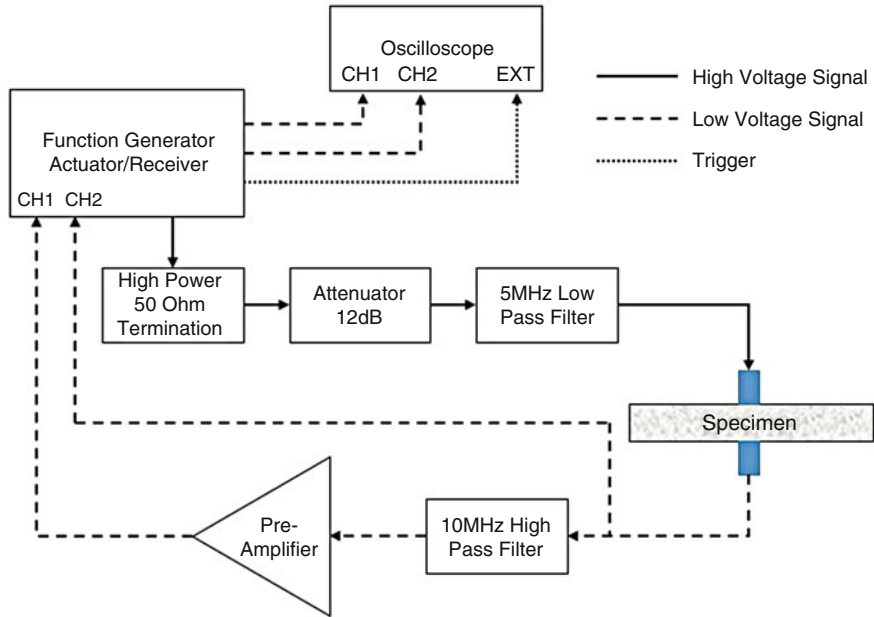 Oscilloscope
CH1 CH2 EXT
Function Generator
Actuator/Receiver
CH1 CH2
High Voltage Signal
Low Voltage Signal
Trigger
High Power
50 Ohm
Termination
Attenuator
12dB
5MHz Low
Pass Filter
Specimen
Pre-
Amplifier
10MHz High
Pass Filter